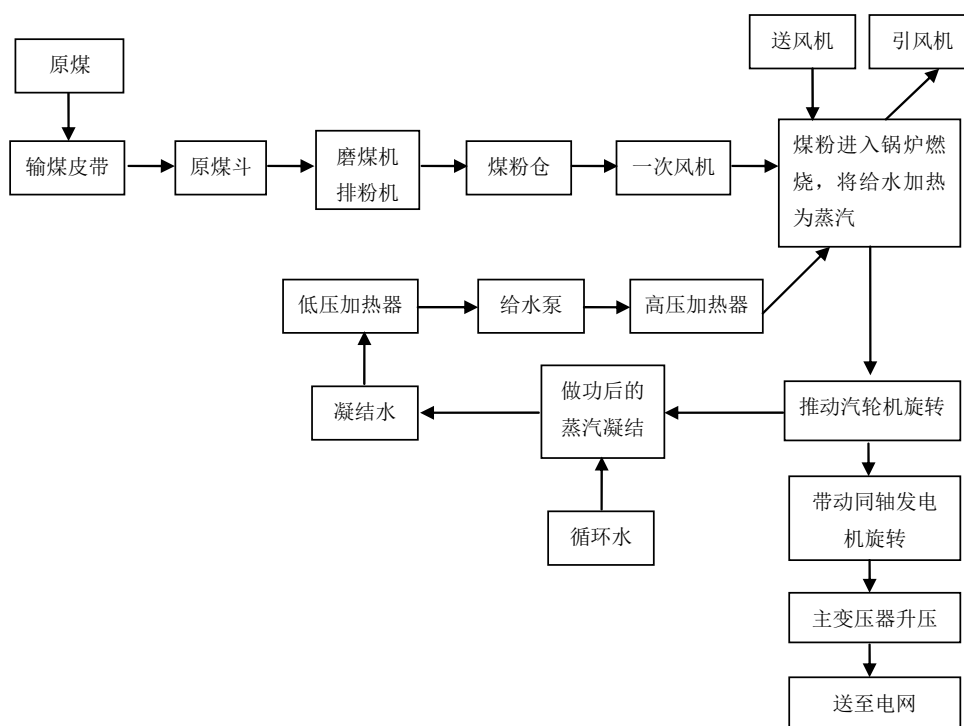 送风机
引风机
原煤
输煤皮带
原煤斗
磨煤机
排粉机
煤粉仓
一次风机
煤粉进入锅炉燃
烧，将给水加热
为蒸汽
低压加热器
给水泵
高压加热器
凝结水
做功后的
蒸汽凝结
推动汽轮机旋转
循环水
带动同轴发电
机旋转
主变压器升压
送至电网